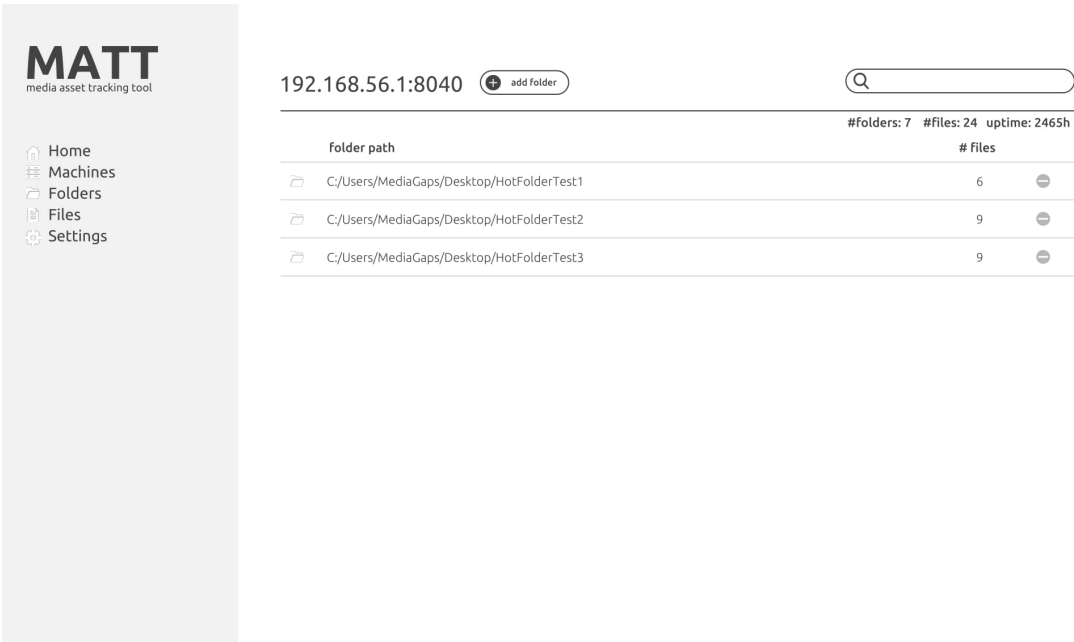 MATT
media asset tracking tool
Home
Machines
Folders
Files
Settings
192.168.56.1:8040 add folder
#folders: 7 #files: 24 uptime: 2465h
folder path # files
C:/Users/MediaGaps/Desktop/HotFolderTest1 6
C:/Users/MediaGaps/Desktop/HotFolderTest2 9
C:/Users/MediaGaps/Desktop/HotFolderTest3 9